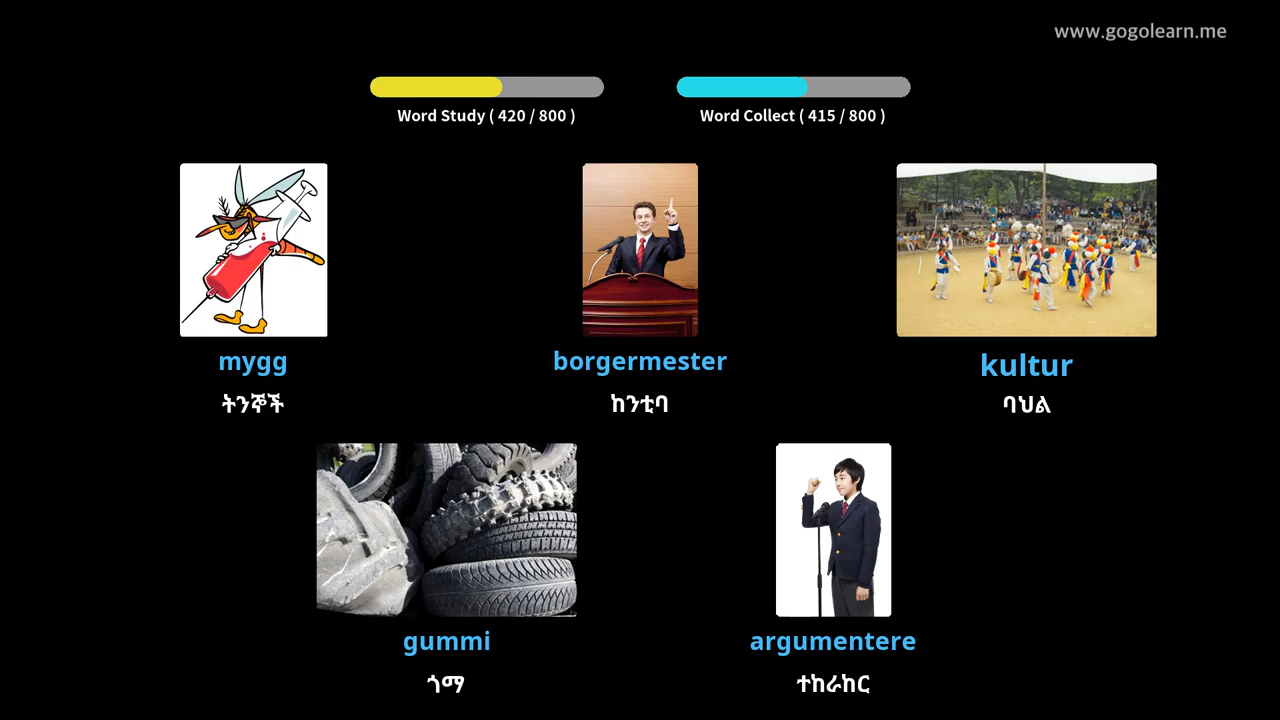 www.gogolearn.me
Word Study ( 420 / 800 )
Word Collect ( 415 / 800 )
mygg
ትንኞች
borgermester
ከንቲባ
kultur
ባህል
gummi
ጎማ
argumentere
ተከራከር